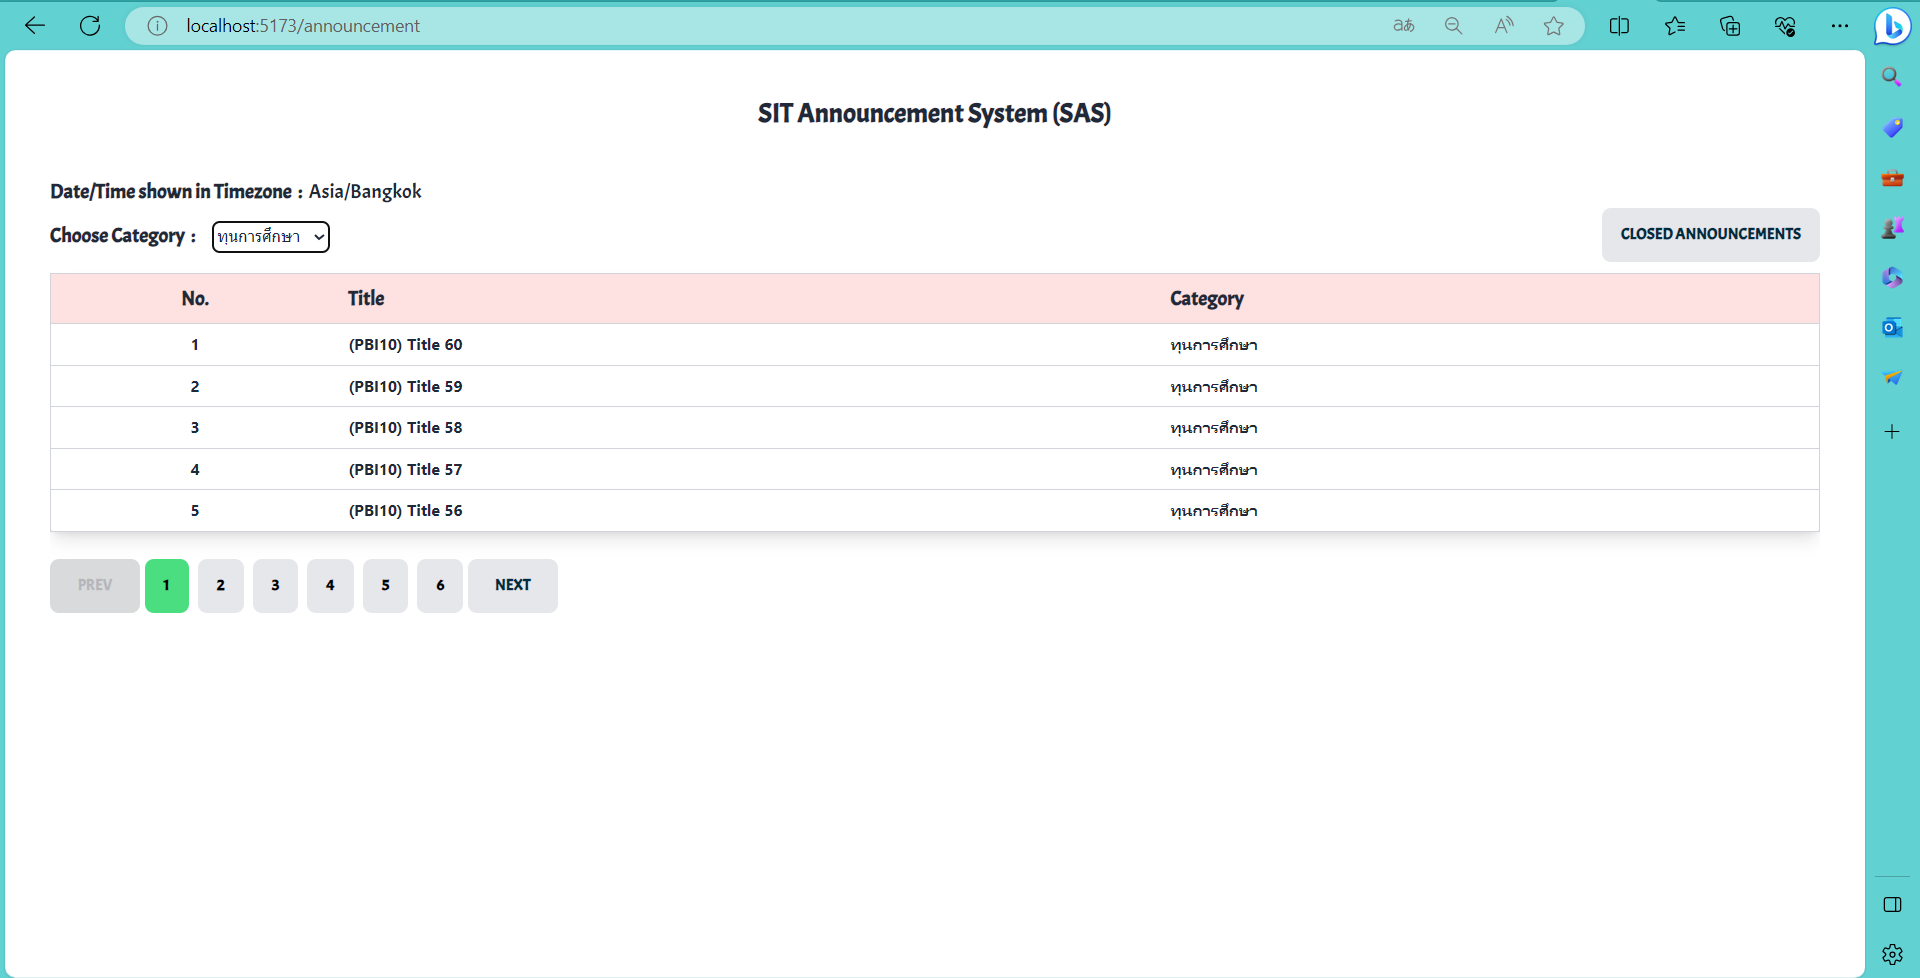 localhost:5173/announcement
SIT Announcement System (SAS)
Date/Time shown in Timezone : Asia/Bangkok
Choose Category : ทุนการศึกษา
CLOSED ANNOUNCEMENTS
No. Title Category
1 (PBI10) Title 60 ทุนการศึกษา
2 (PBI10) Title 59 ทุนการศึกษา
3 (PBI10) Title 58 ทุนการศึกษา
4 (PBI10) Title 57 ทุนการศึกษา
5 (PBI10) Title 56 ทุนการศึกษา
PREV 1 2 3 4 5 6 NEXT